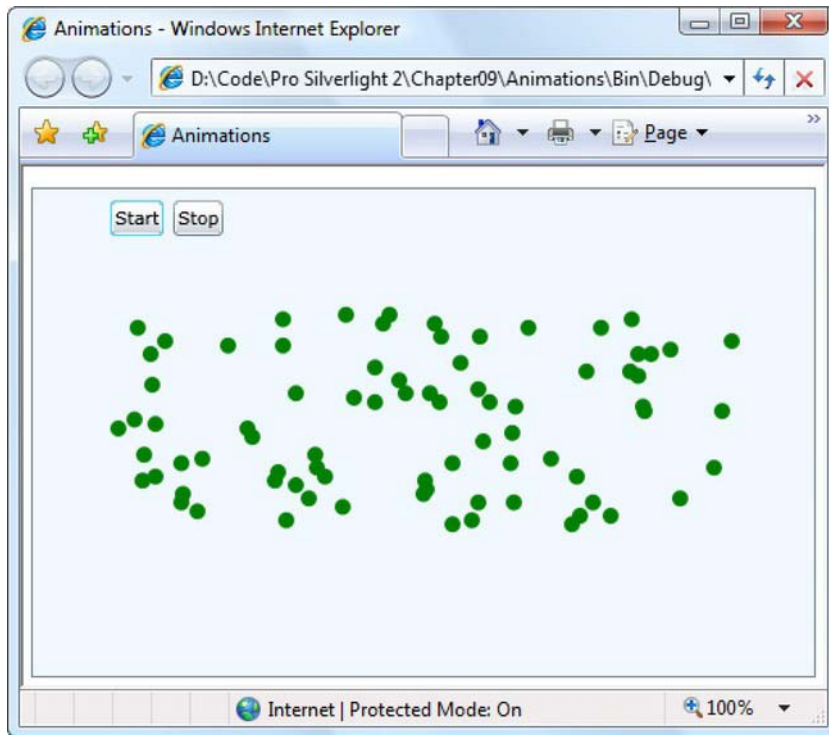 Animations - Windows Internet Explorer
D:\Code\Pro Silverlight 2\Chapter09\Animations\Bin\Debug\
Animations
Page
Start Stop
Internet | Protected Mode: On
100%